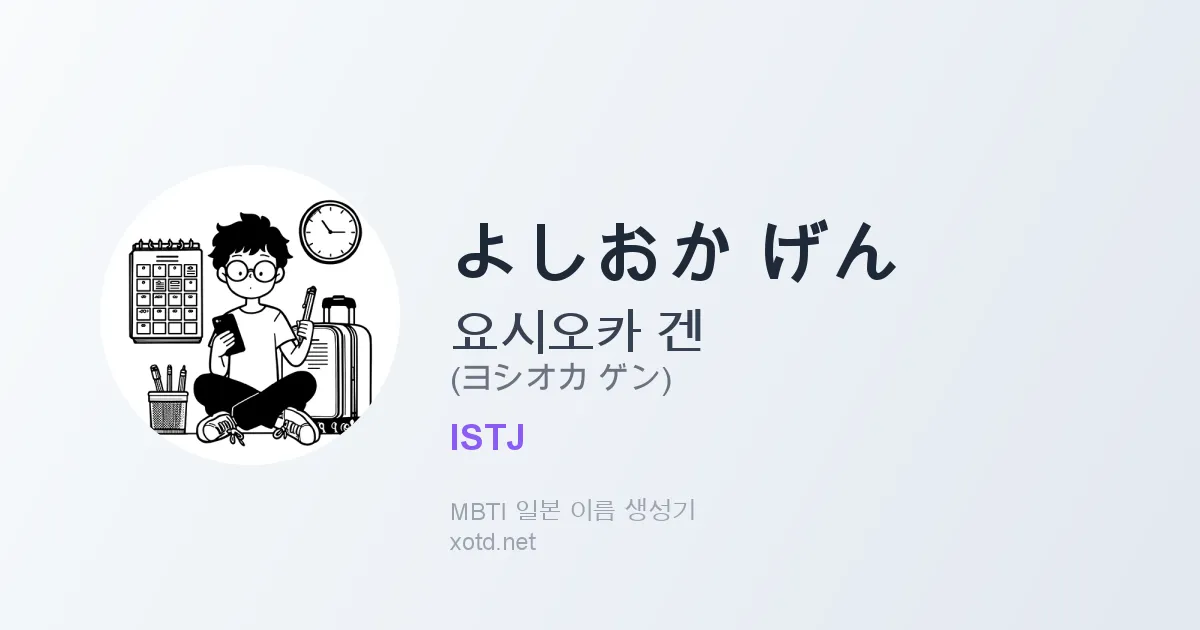 よしおか げん
요시오카 겐
(ヨシオカ ゲン)
ISTJ
MBTI 일본 이름 생성기
xotd.net